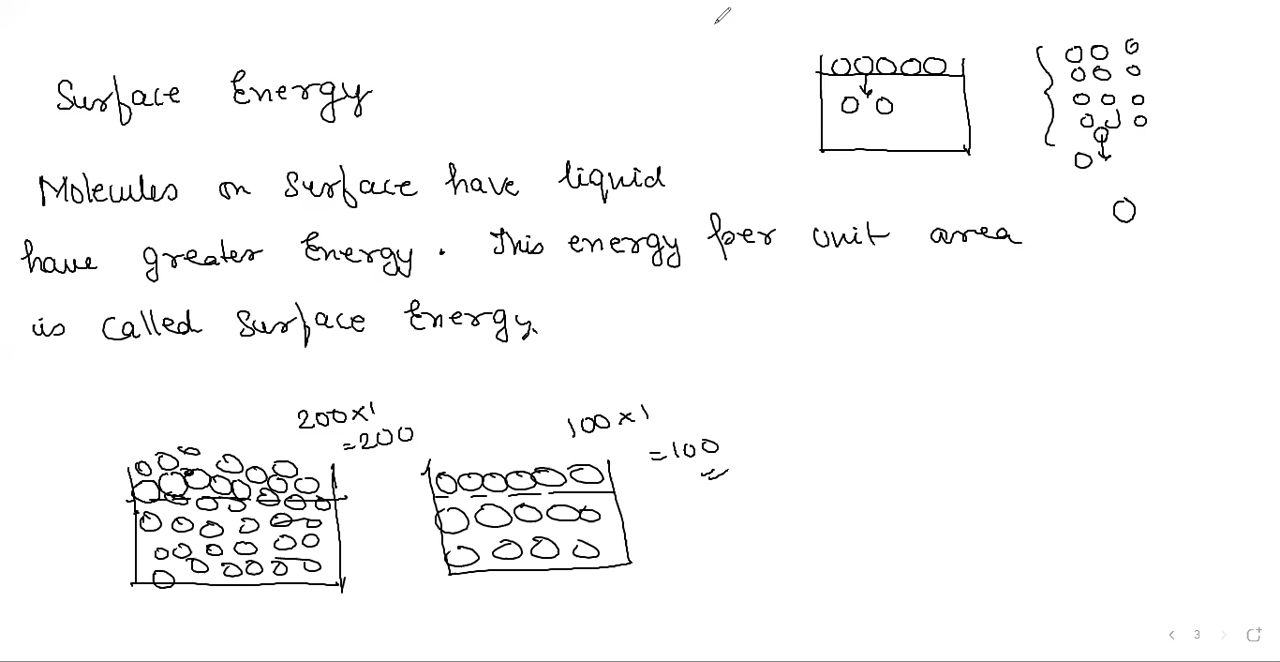 Surface Energy
Molecules on Surface have liquid
have greater Energy. This energy per unit area
is called Surface Energy.
200×1
=200
100×1
=100
3